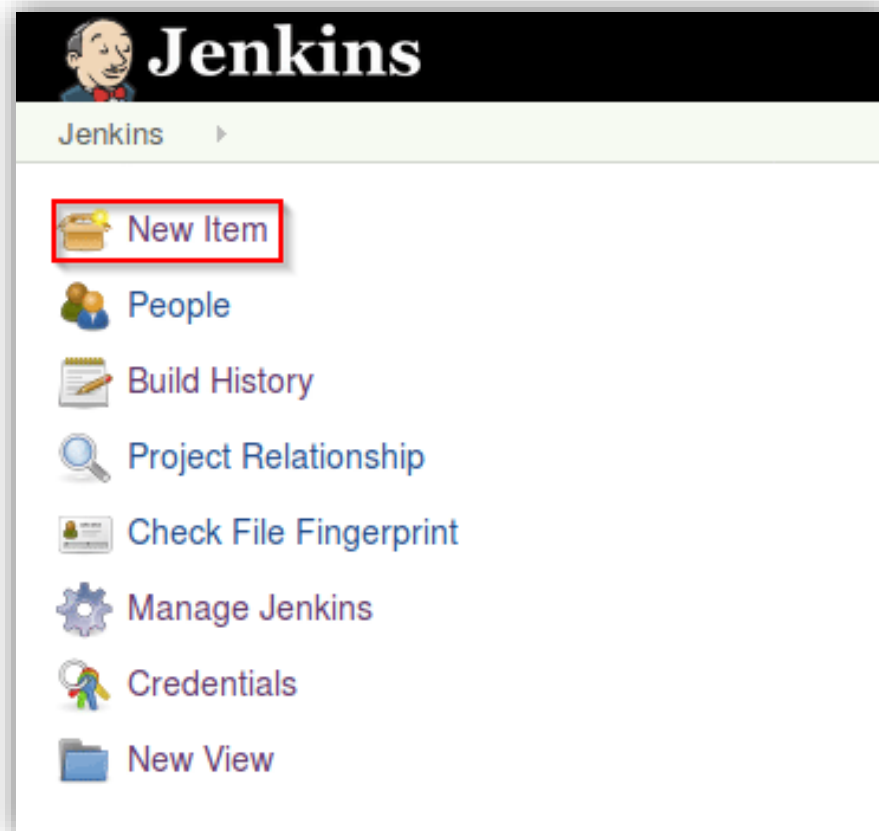 Jenkins
Jenkins
New Item
People
Build History
Project Relationship
Check File Fingerprint
Manage Jenkins
Credentials
New View